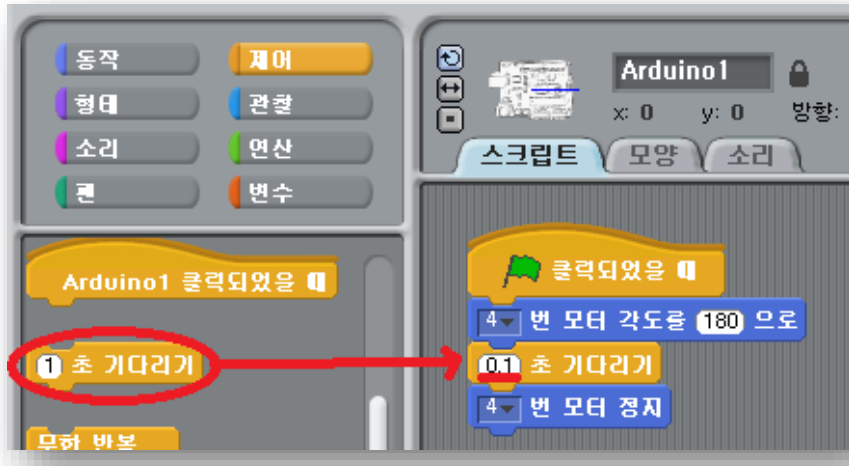 동작 제어
형태 관찰
소리 연산
펜 변수
Arduino1 클릭되었을
1 초 기다리기
무한 반복
Arduino1
x: 0 y: 0 방향:
스크립트 모양 소리
클릭되었을
4 번 모터 각도를 180 으로
0.1 초 기다리기
4 번 모터 정지